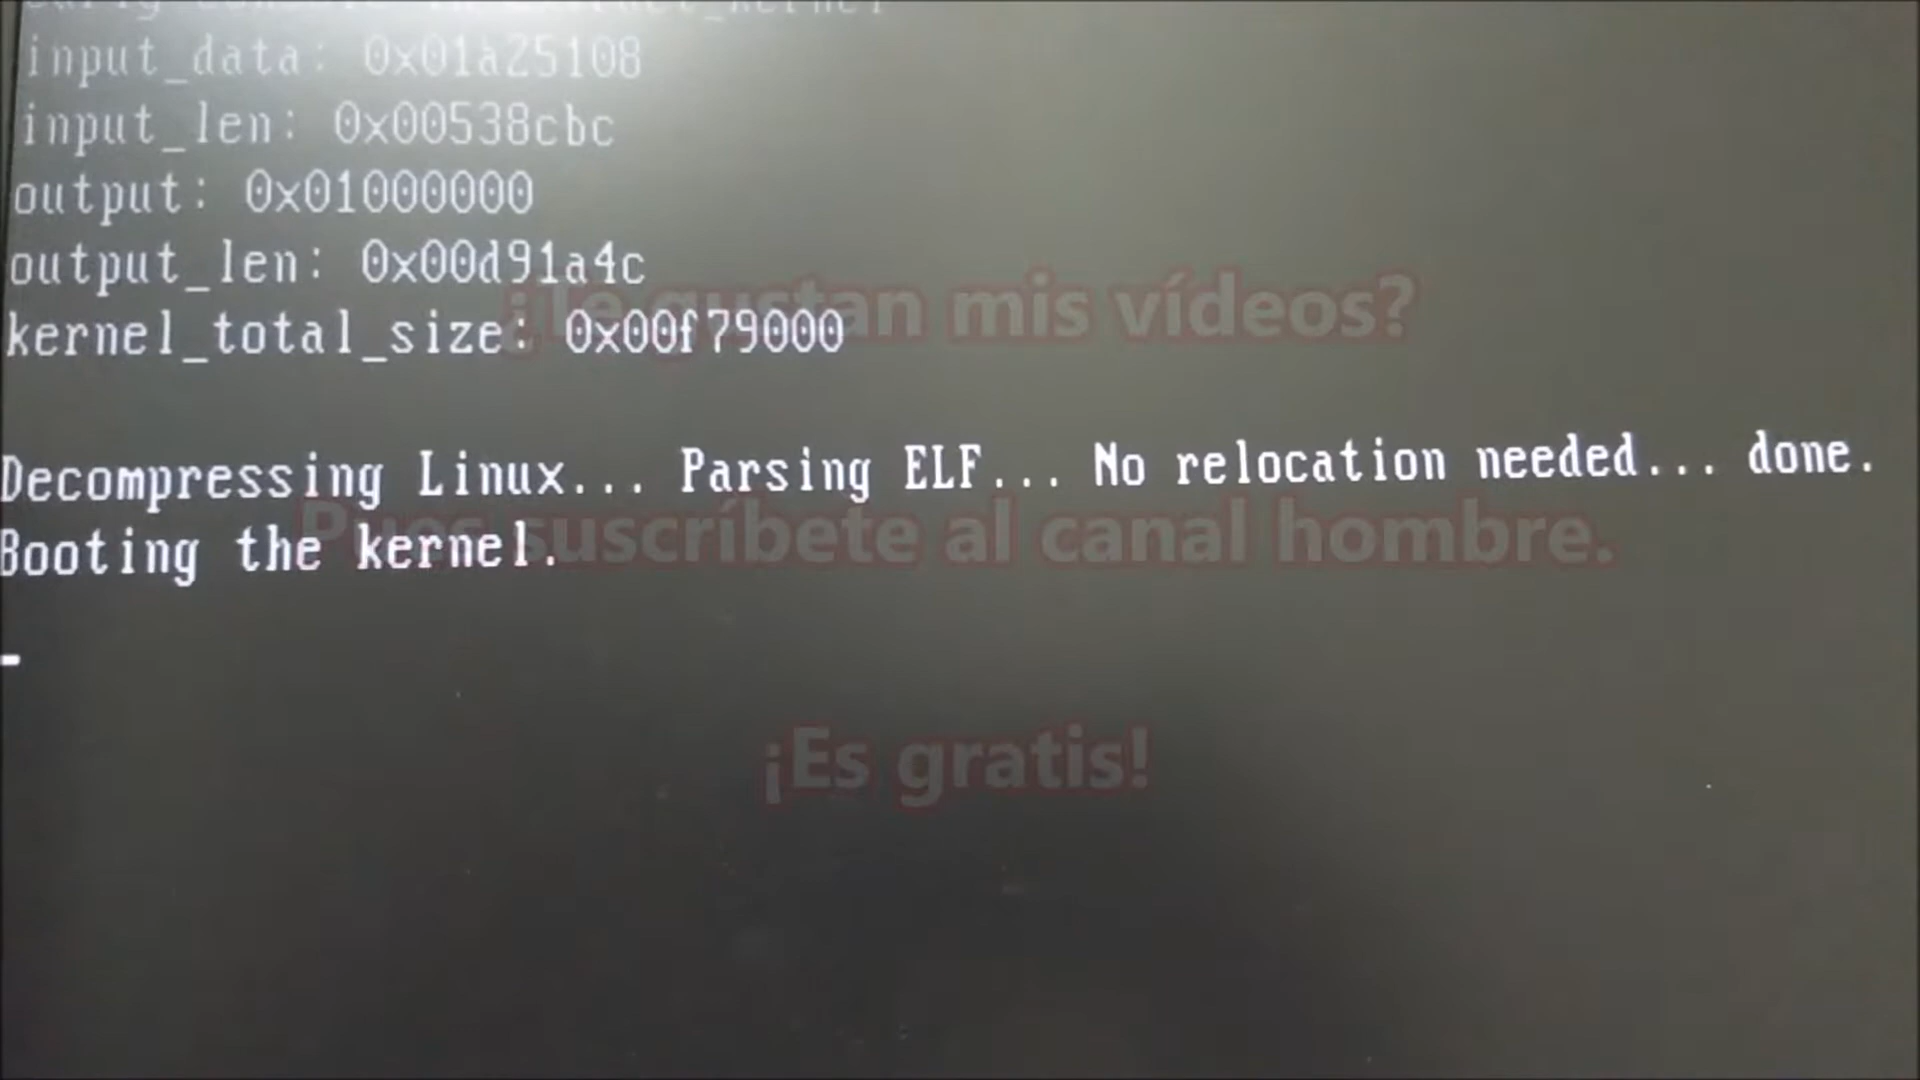 input_data: 0x01a25108
input_len: 0x00538cbc
output: 0x01000000
output_len: 0x00d91a4c
¿Te gustan mis vídeos?
kernel_total_size: 0x00f79000
Decompressing Linux... Parsing ELF... No relocation needed... done.
Pues suscríbete al canal hombre.
Booting the kernel.
¡Es gratis!